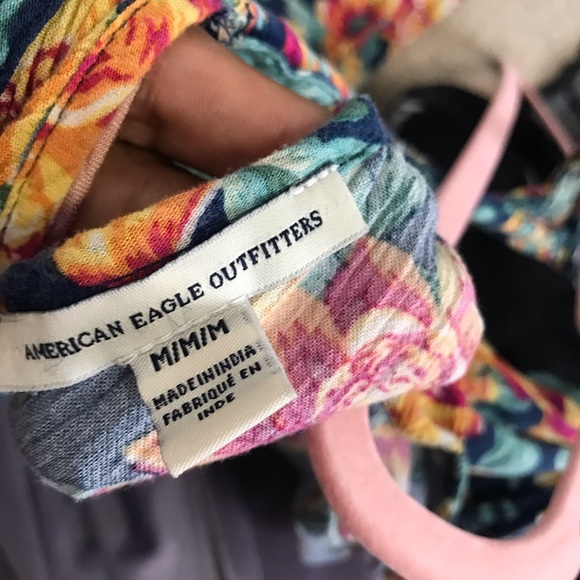 AMERICAN EAGLE OUTFITTERS
M/M/M
MADE IN INDIA
FABRIQUÉ EN
INDE